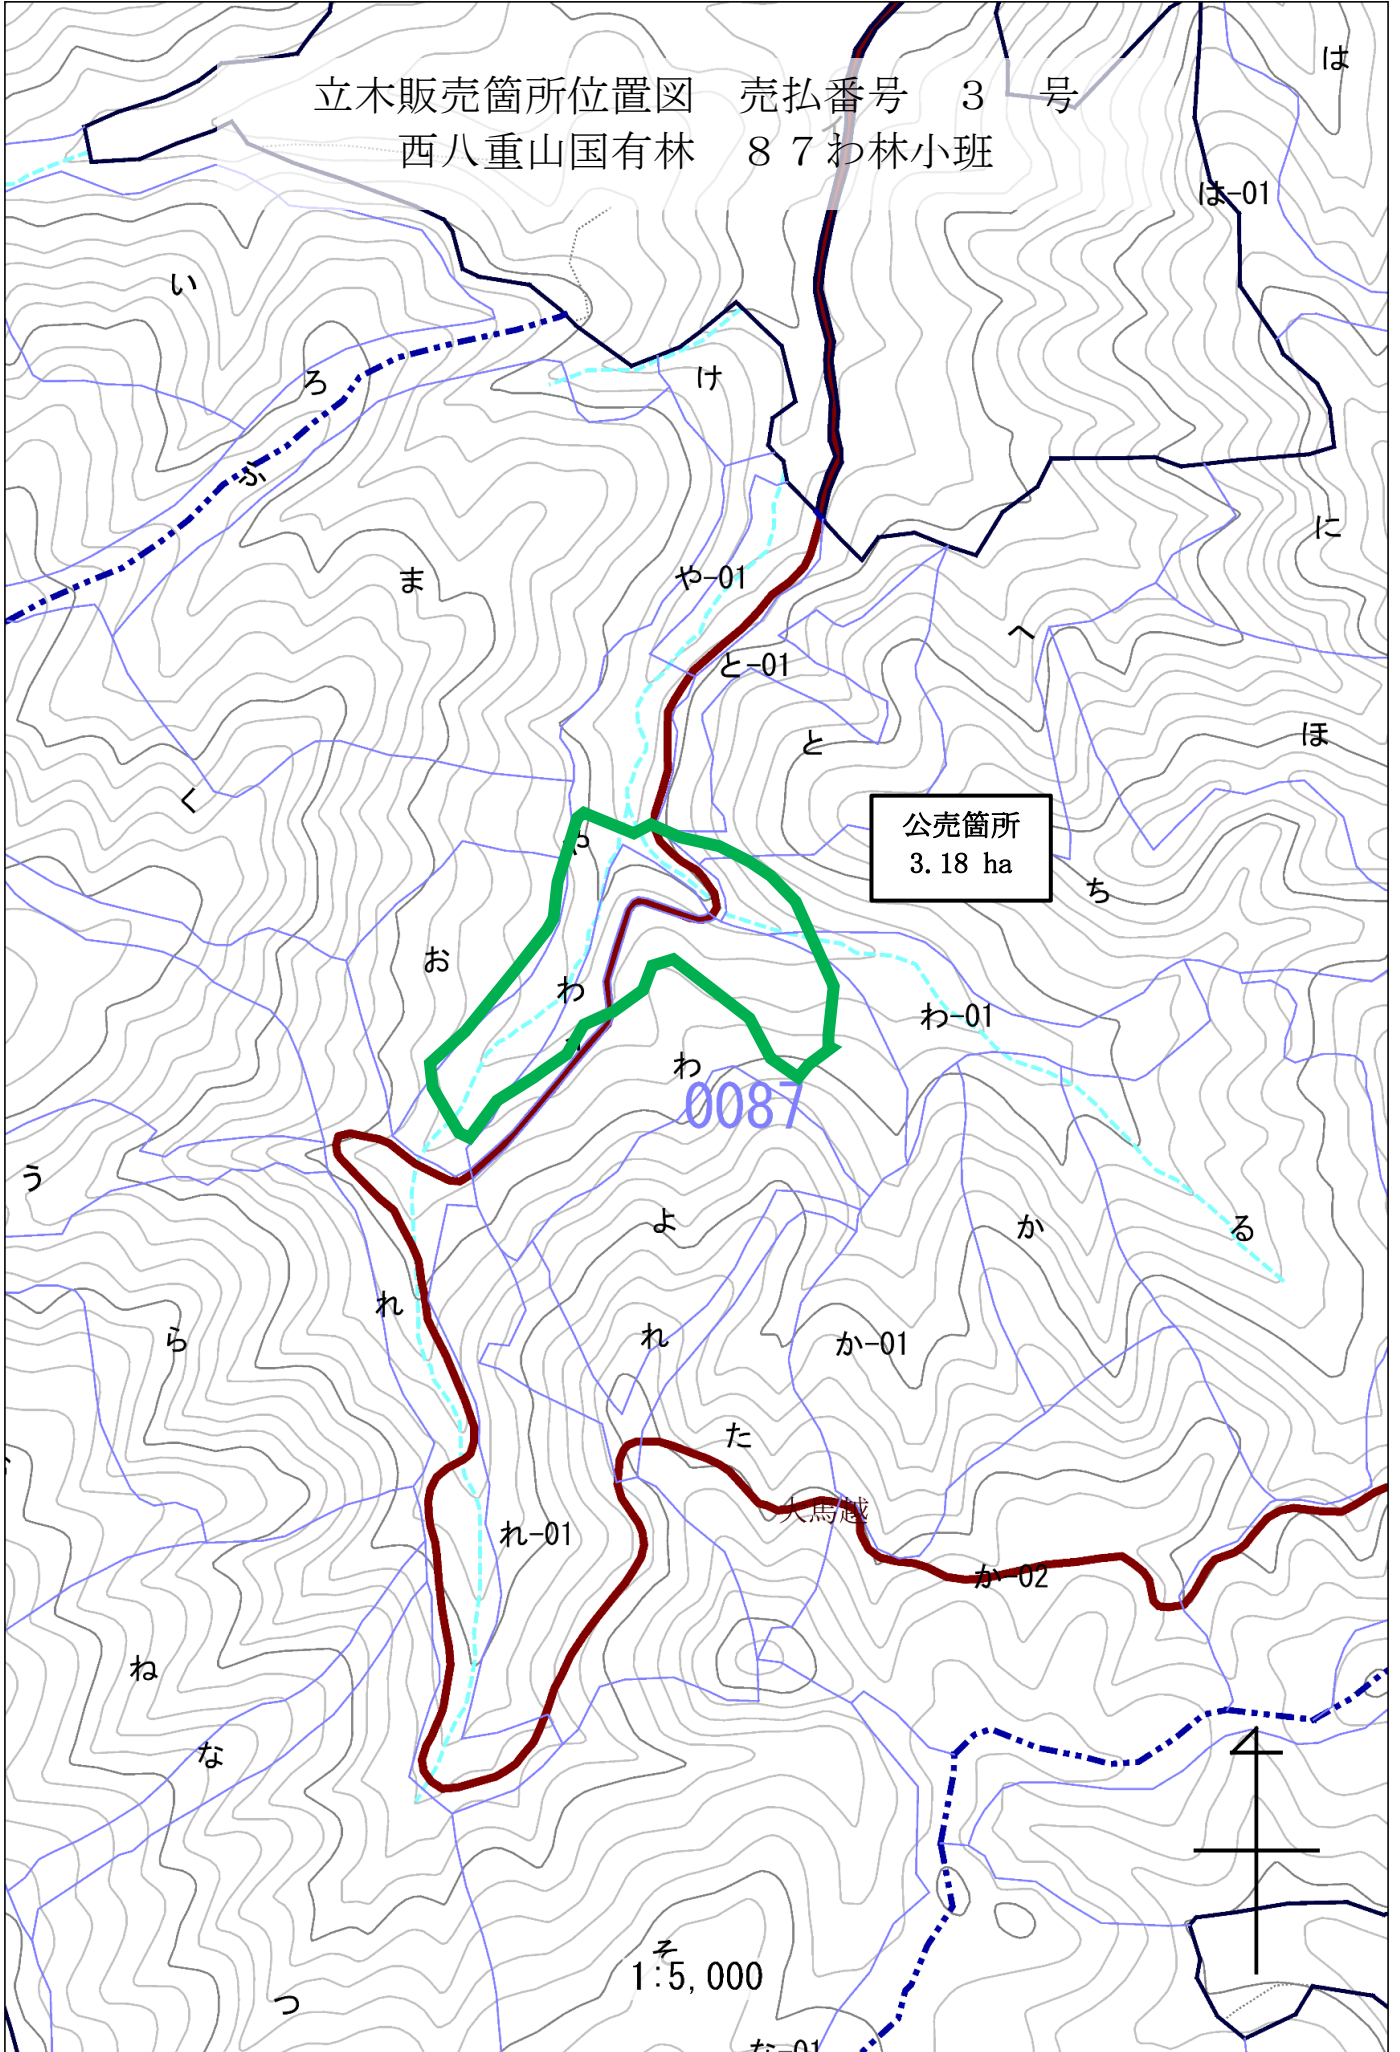 立木販売箇所位置図　売払番号　３　号
西八重山国有林　８７わ林小班
は
は-01
い
ろ
け
ふ
に
ま
や-01
へ
と-01
と
ほ
く
公売箇所
3.18 ha
や
ち
お
わ
わ-01
わ
0087
う
よ
か
る
れ
ら
れ
か-01
た
大馬越
れ-01
か-02
ね
な
そ
1:5,000
つ
な-01